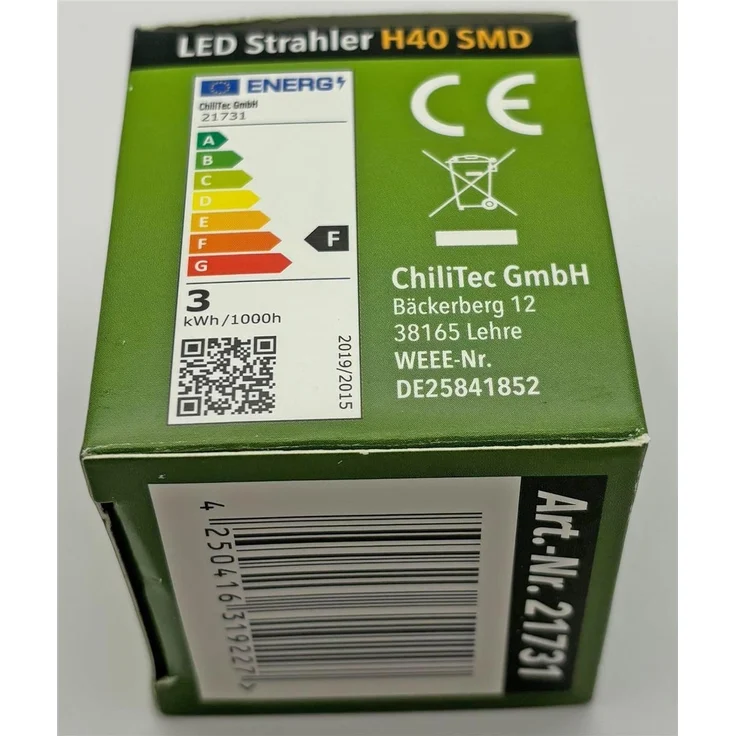 LED Strahler H40 SMD
ENERG
ChiliTec GmbH
21731
A
B
C
D
E
F
G
F
3
kWh/1000h
2019/2015
CE
ChiliTec GmbH
Bäckerberg 12
38165 Lehre
WEEE-Nr.
DE25841852
Art.-Nr. 21731
4 250416 319227 >